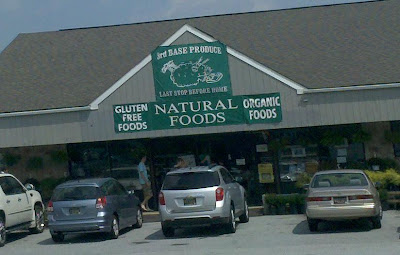 3rd BASE PRODUCE
LAST STOP BEFORE HOME
GLUTEN
FREE
FOODS
NATURAL
FOODS
ORGANIC
FOODS